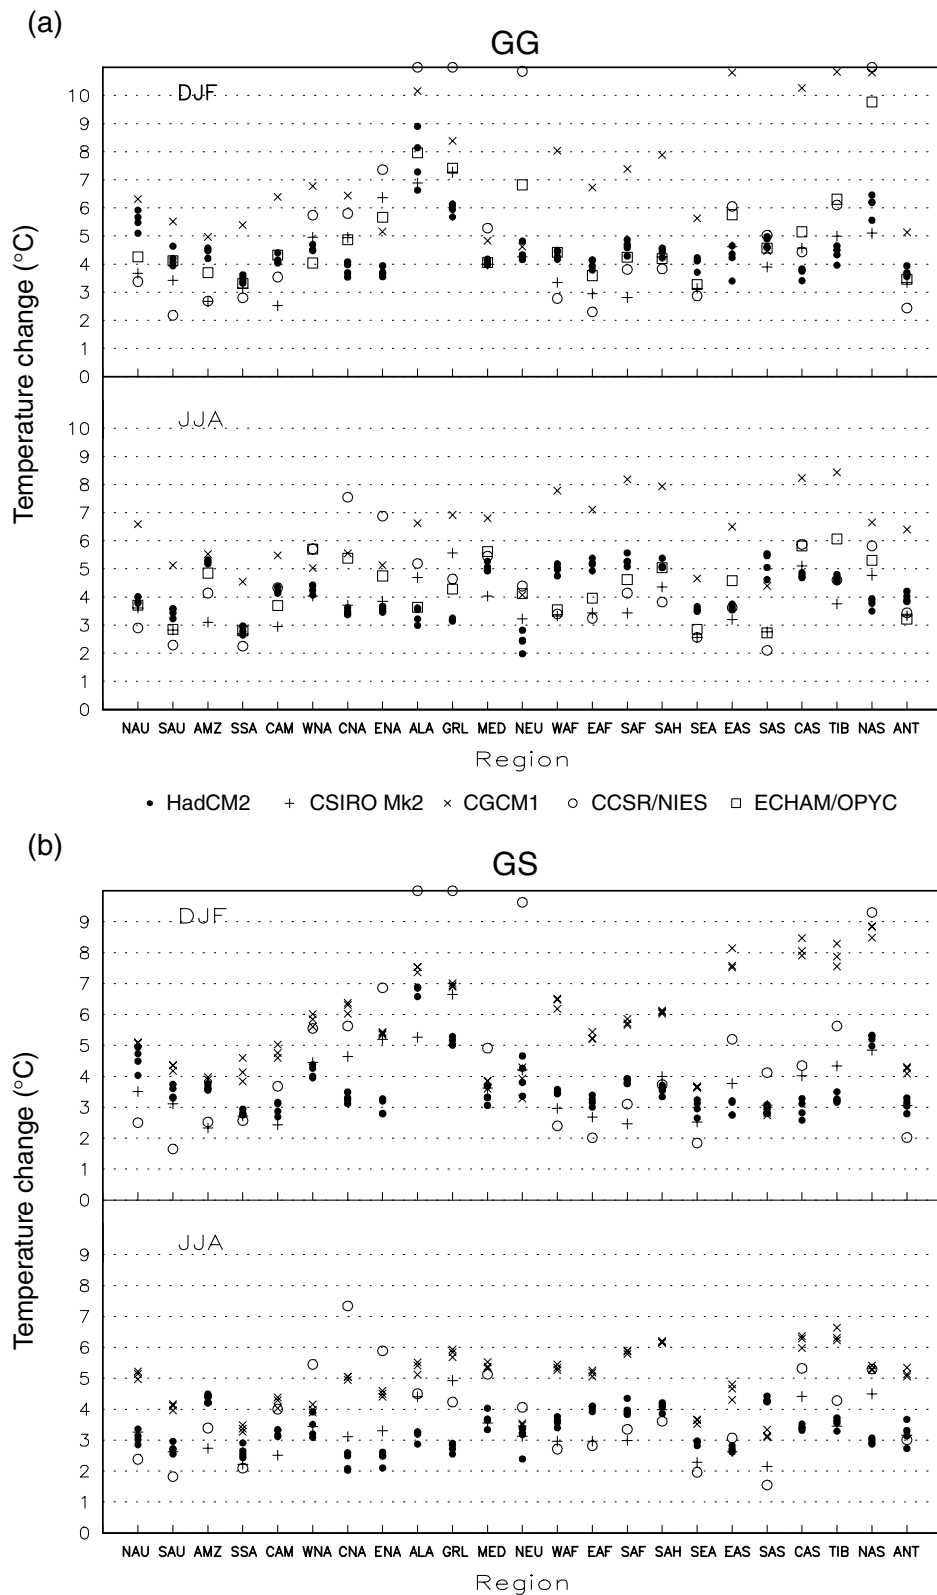 (a)
GG
DJF
10
9
8
7
6
5
4
3
2
1
0
JJA
10
9
8
7
6
5
4
3
2
1
0
Temperature change (°C)
NAU SAU AMZ SSA CAM WNA CNA ENA ALA GRL MED NEU WAF EAF SAF SAH SEA EAS SAS CAS TIB NAS ANT
Region
HadCM2 CSIRO Mk2 CGCM1 CCSR/NIES ECHAM/OPYC
(b)
GS
DJF
9
8
7
6
5
4
3
2
1
0
JJA
9
8
7
6
5
4
3
2
1
0
Temperature change (°C)
NAU SAU AMZ SSA CAM WNA CNA ENA ALA GRL MED NEU WAF EAF SAF SAH SEA EAS SAS CAS TIB NAS ANT
Region